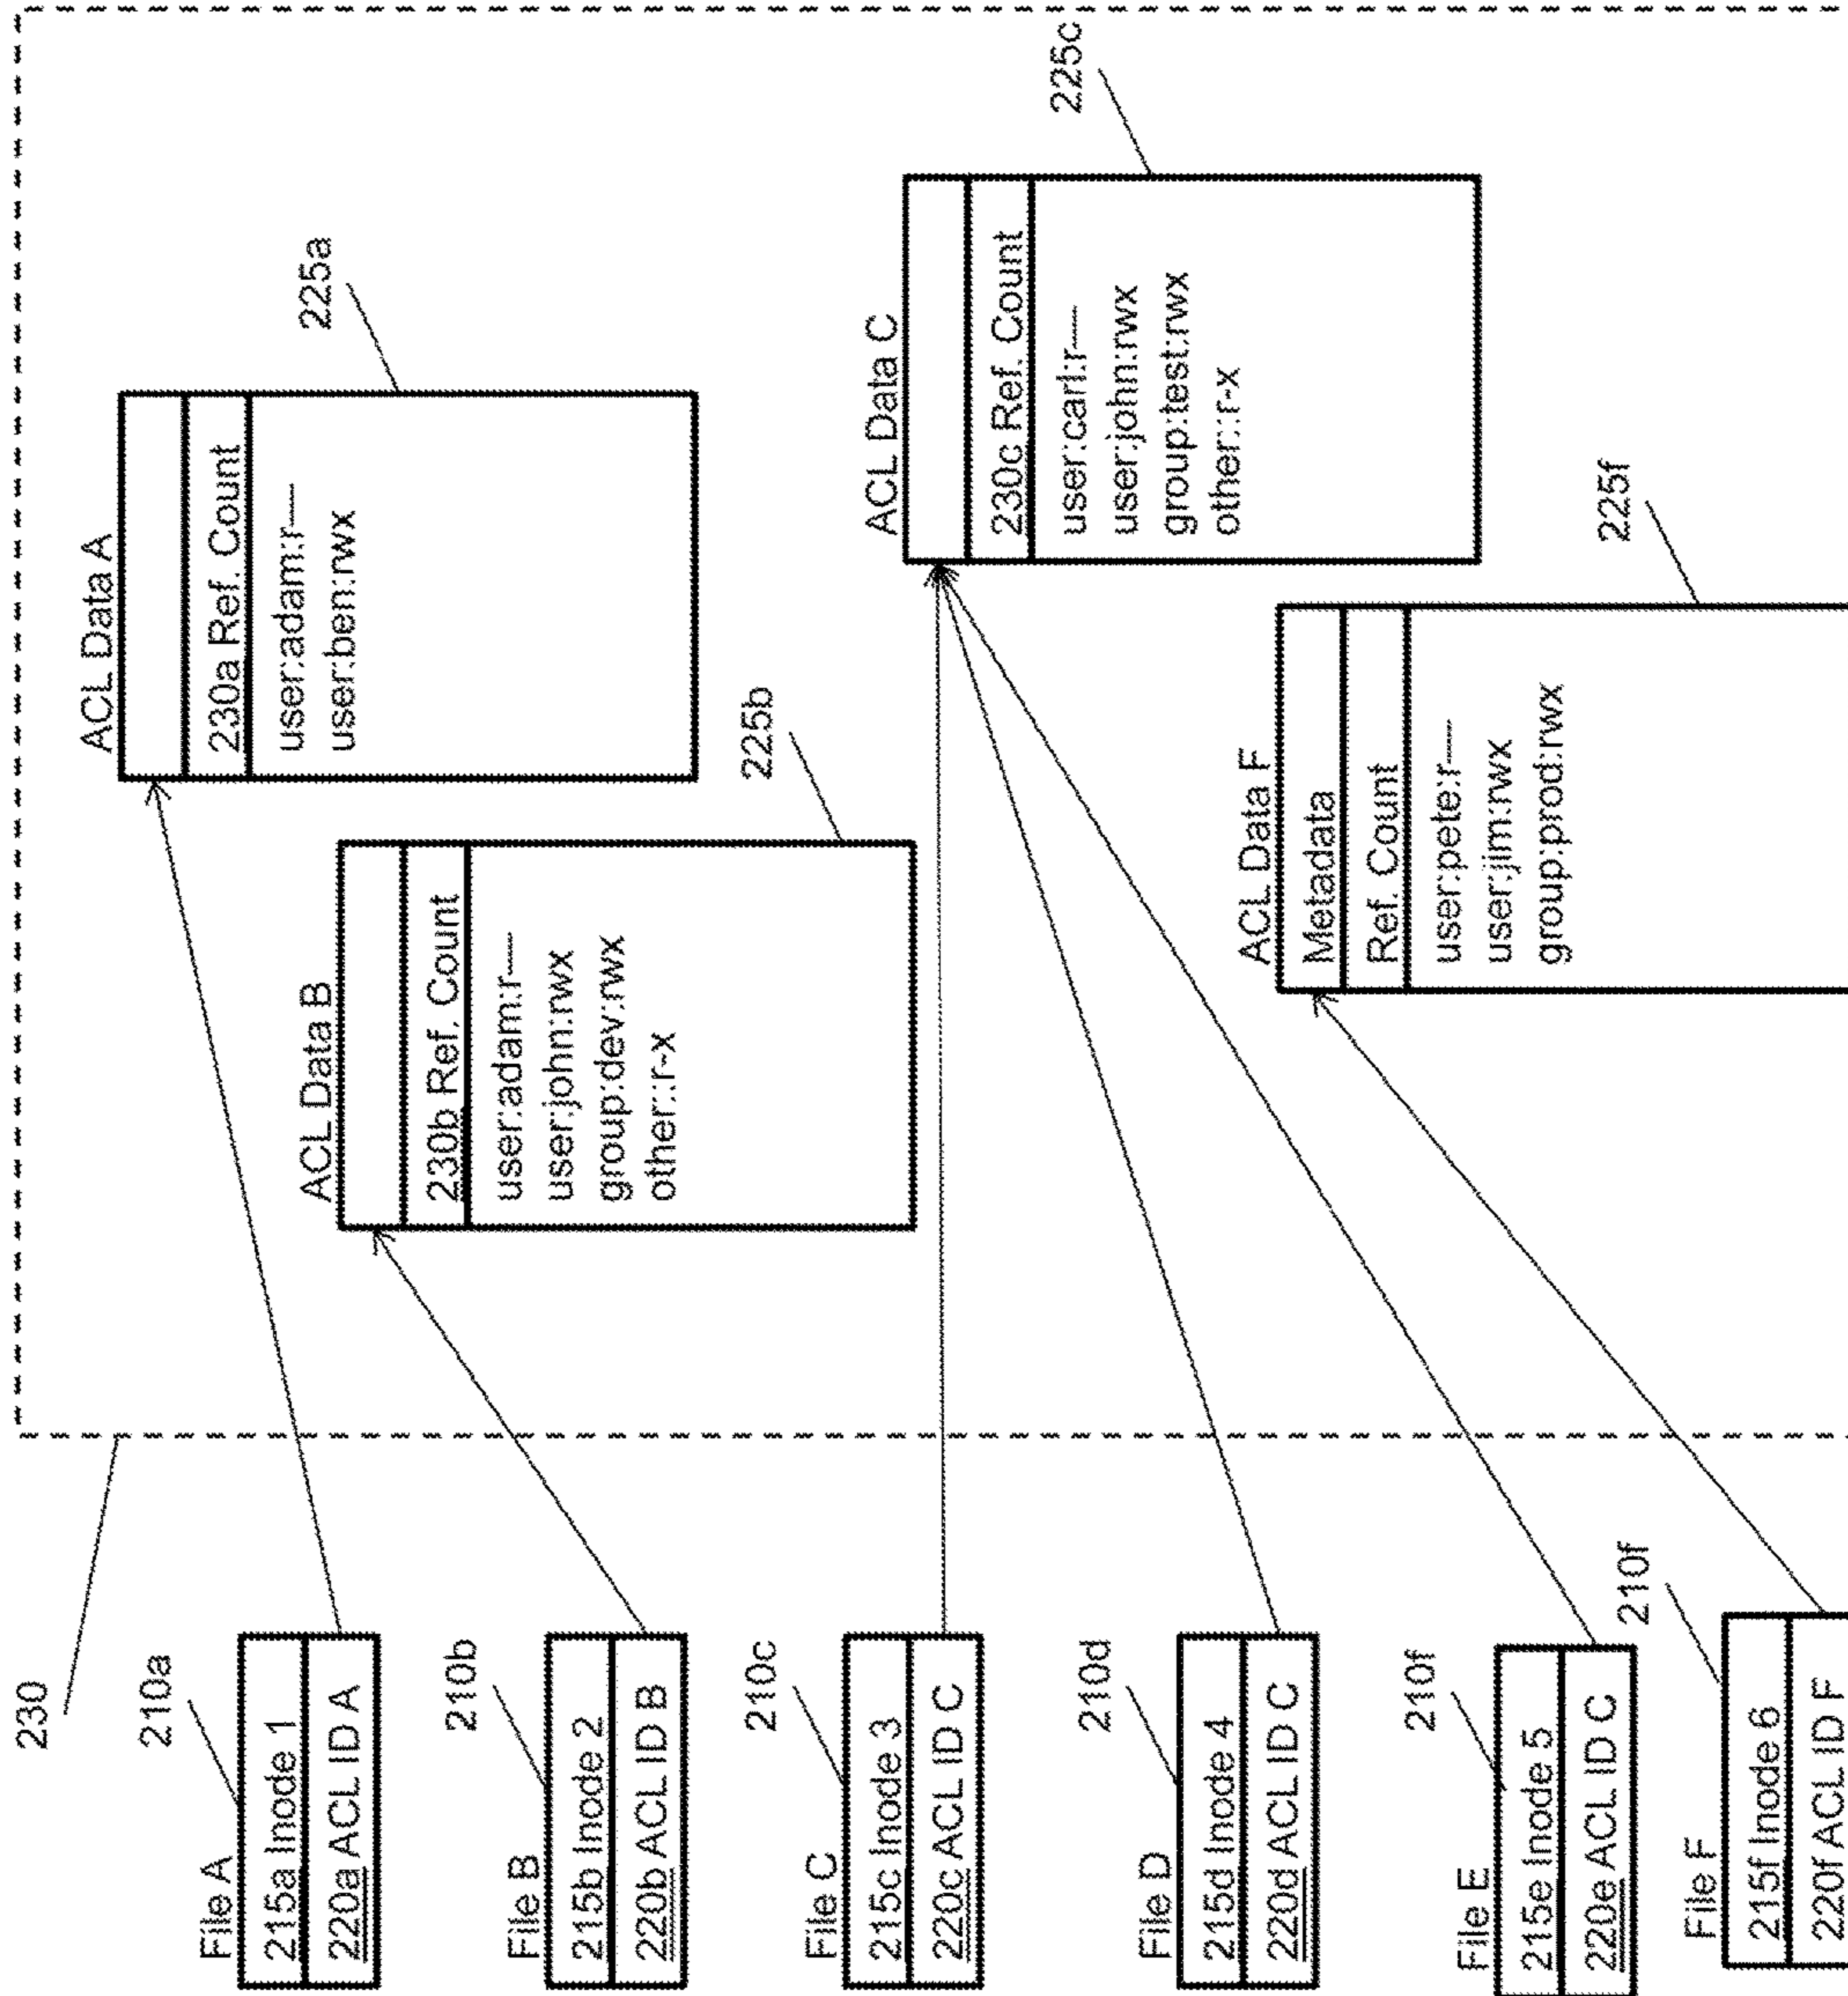 230
File A
210a
215a Inode 1
220a ACL ID A
File B
210b
215b Inode 2
220b ACL ID B
File C
210c
215c Inode 3
220c ACL ID C
File D
210d
215d Inode 4
220d ACL ID C
File E
210f
215e Inode 5
220e ACL ID C
File F
210f
215f Inode 6
220f ACL ID F
ACL Data A
225a
230a Ref. Count
user:adam:r—
user:ben:rwx
ACL Data B
225b
230b Ref. Count
user:adam:r—
user:john:rwx
group:dev:rwx
other::r-x
ACL Data C
225c
230c Ref. Count
user:carl:r—
user:john:rwx
group:test:rwx
other::r-x
ACL Data F
225f
Metadata
Ref. Count
user:pete:r—
user:jim:rwx
group:prod:rwx